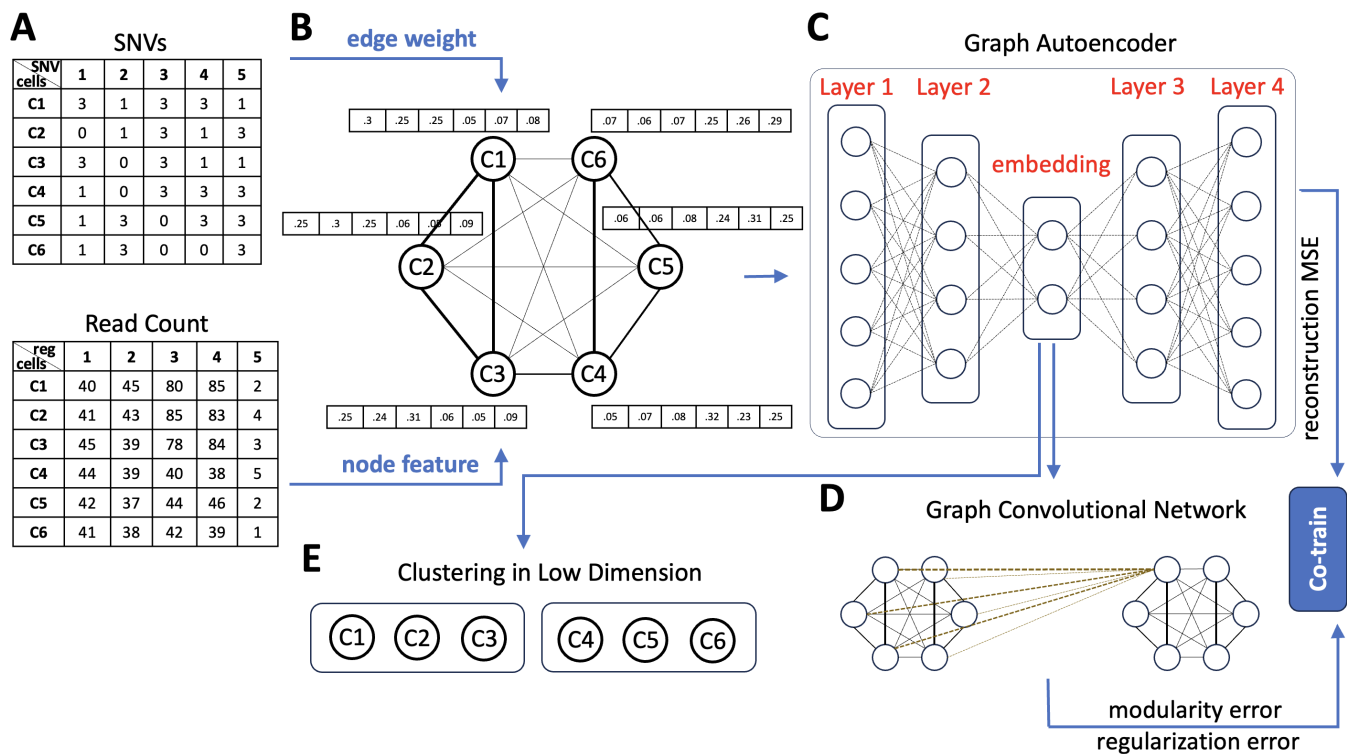 A
SNVs
SNV
cells 1 2 3 4 5
C1 3 1 3 3 1
C2 0 1 3 1 3
C3 3 0 3 1 1
C4 1 0 3 3 3
C5 1 3 0 3 3
C6 1 3 0 0 3
Read Count
reg
cells 1 2 3 4 5
C1 40 45 80 85 2
C2 41 43 85 83 4
C3 45 39 78 84 3
C4 44 39 40 38 5
C5 42 37 44 46 2
C6 41 38 42 39 1
B
edge weight
.3 .25 .25 .05 .07 .08
.07 .06 .07 .25 .26 .29
C1 C6
.25 .3 .25 .06 .05 .09
.06 .06 .08 .24 .31 .25
C2 C5
C3 C4
.25 .24 .31 .06 .05 .09
.05 .07 .08 .32 .23 .25
node feature
C
Graph Autoencoder
Layer 1 Layer 2 Layer 3 Layer 4
embedding
reconstruction MSE
D
Graph Convolutional Network
Co-train
modularity error
regularization error
E
Clustering in Low Dimension
C1 C2 C3 C4 C5 C6